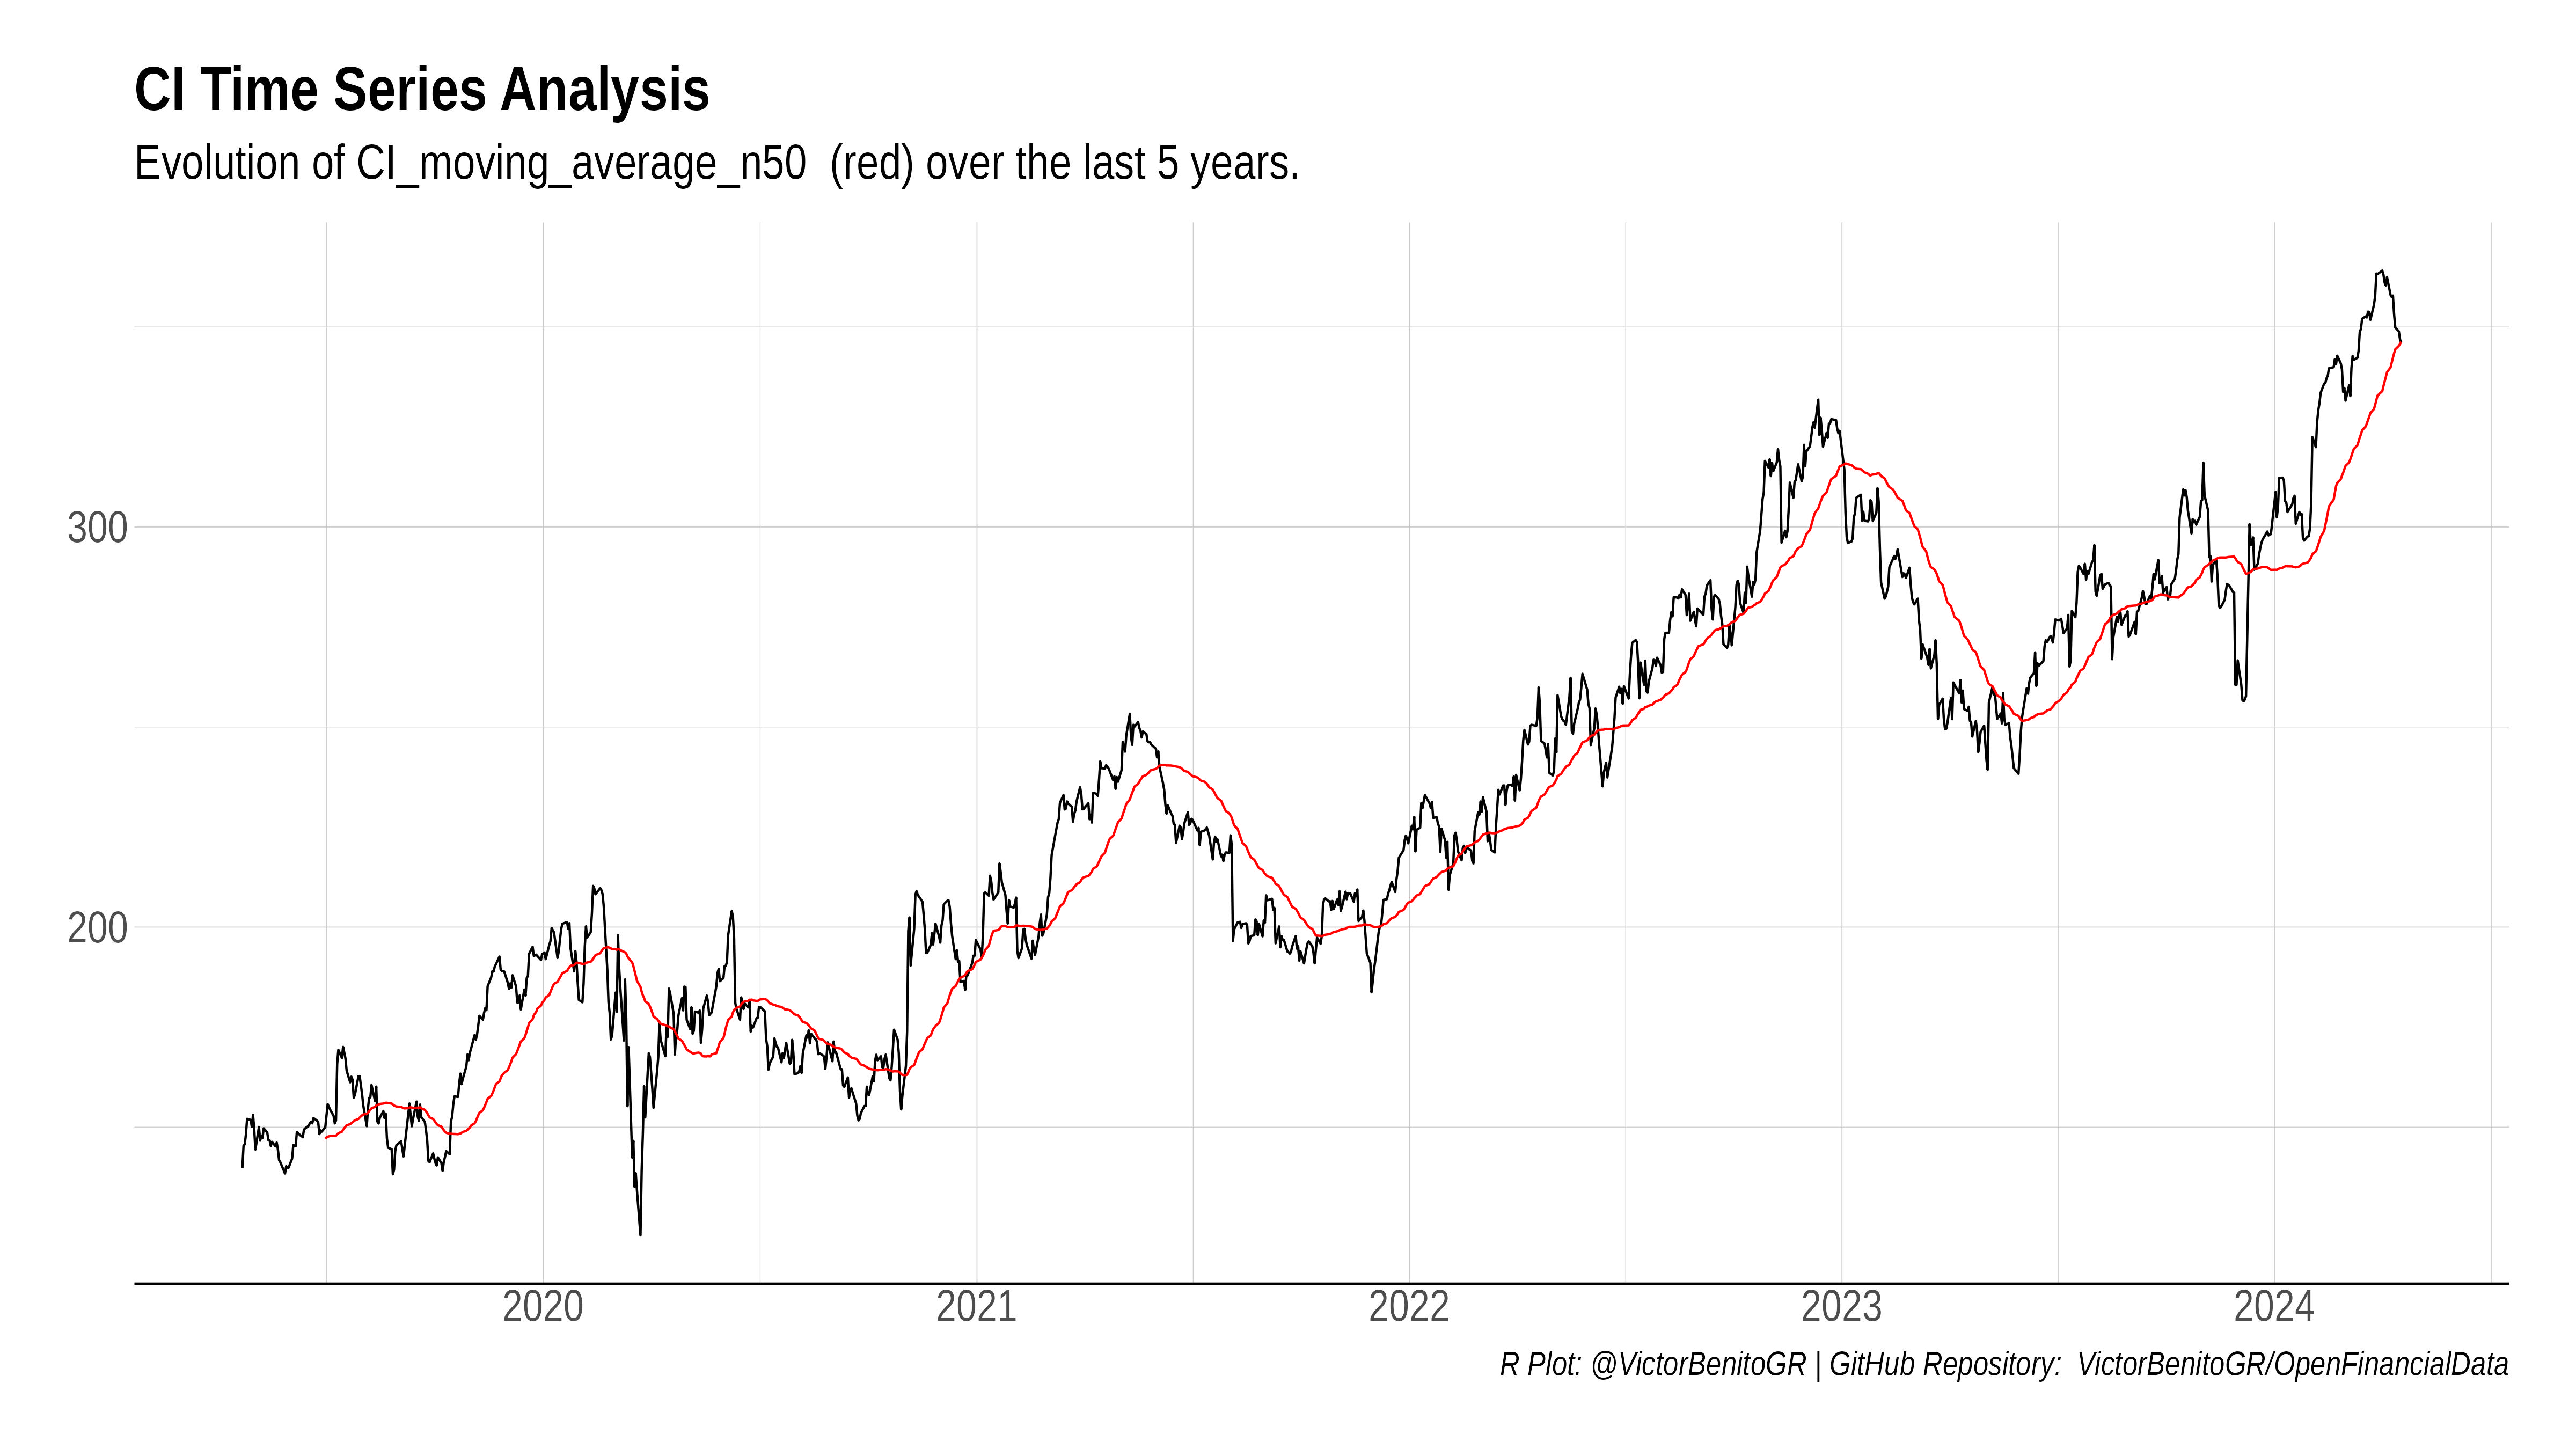 CI Time Series Analysis
Evolution of CI_moving_average_n50  (red) over the last 5 years.
300
200
2020 2021 2022 2023 2024
R Plot: @VictorBenitoGR | GitHub Repository:  VictorBenitoGR/OpenFinancialData